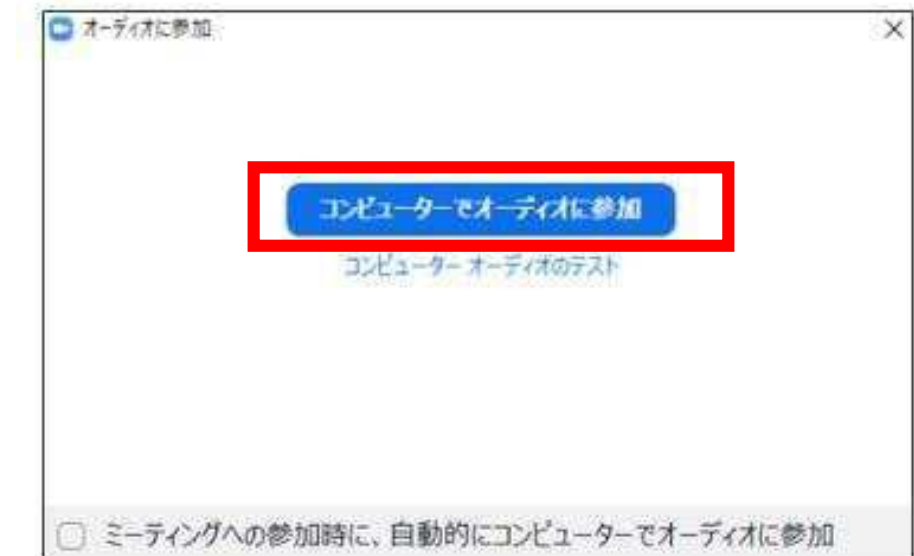 オーディオに参加
コンピューターでオーディオに参加
コンピューター オーディオのテスト
ミーティングへの参加時に、自動的にコンピューターでオーディオに参加